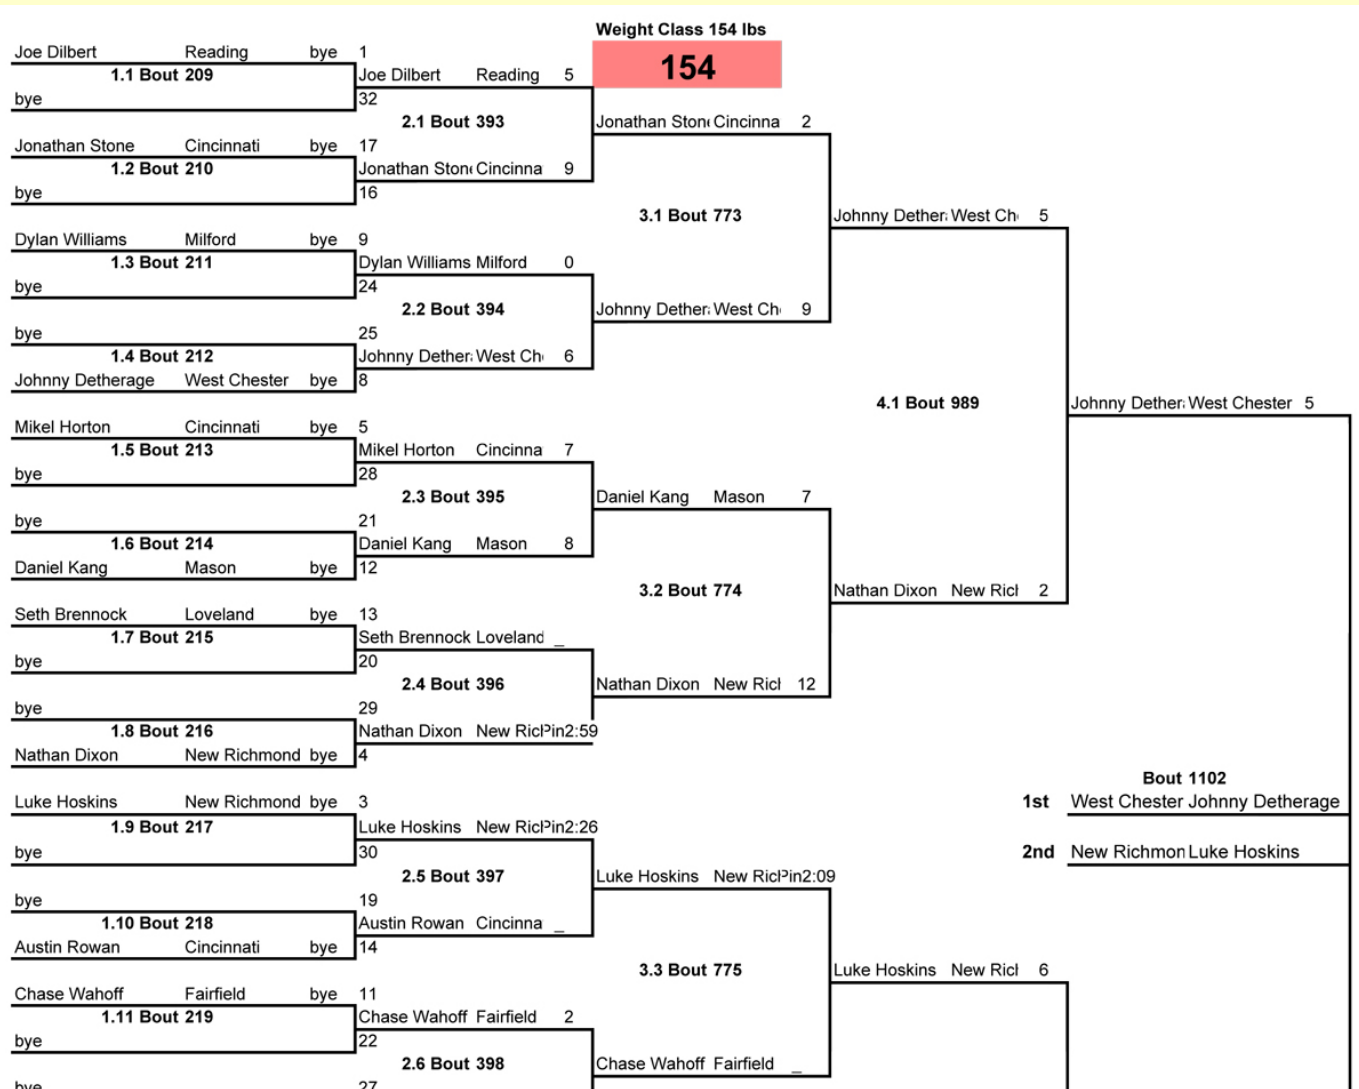 Weight Class 154 lbs
154
Joe Dilbert Reading bye 1
1.1 Bout 209
Joe Dilbert Reading 5
bye 32
2.1 Bout 393
Jonathan Ston Cincinna 2
Jonathan Stone Cincinnati bye 17
1.2 Bout 210
Jonathan Ston Cincinna 9
bye 16
3.1 Bout 773
Johnny Dether West Ch 5
Dylan Williams Milford bye 9
1.3 Bout 211
Dylan Williams Milford 0
bye 24
2.2 Bout 394
Johnny Dether West Ch 9
bye 25
1.4 Bout 212
Johnny Dether West Ch 6
Johnny Detherage West Chester bye 8
4.1 Bout 989
Johnny Dether West Chester 5
Mikel Horton Cincinnati bye 5
1.5 Bout 213
Mikel Horton Cincinna 7
bye 28
2.3 Bout 395
Daniel Kang Mason 7
bye 21
1.6 Bout 214
Daniel Kang Mason 8
Daniel Kang Mason bye 12
3.2 Bout 774
Nathan Dixon New Ricl 2
Seth Brennock Loveland bye 13
1.7 Bout 215
Seth Brennock Loveland _
bye 20
2.4 Bout 396
Nathan Dixon New Ricl 12
bye 29
1.8 Bout 216
Nathan Dixon New Ric Pin2:59
Nathan Dixon New Richmond bye 4
Bout 1102
Luke Hoskins New Richmond bye 3
1st West Chester Johnny Detherage
1.9 Bout 217
Luke Hoskins New Ric Pin2:26
bye 30
2nd New Richmon Luke Hoskins
2.5 Bout 397
Luke Hoskins New Ric Pin2:09
bye 19
1.10 Bout 218
Austin Rowan Cincinna _
Austin Rowan Cincinnati bye 14
3.3 Bout 775
Luke Hoskins New Ricl 6
Chase Wahoff Fairfield bye 11
1.11 Bout 219
Chase Wahoff Fairfield 2
bye 22
2.6 Bout 398
Chase Wahoff Fairfield _
bye 27